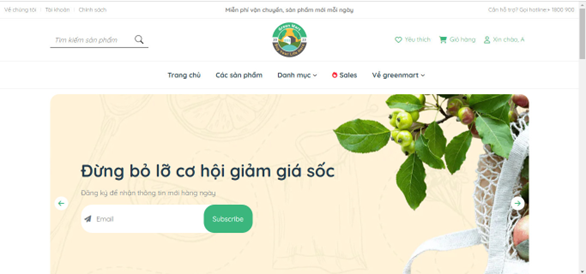 Về chúng tôi Tài khoản Chính sách
Miễn phí vận chuyển, sản phẩm mới mỗi ngày
Cần hỗ trợ? Gọi hotline:+ 1800 900
Tìm kiếm sản phẩm
Yêu thích Giỏ hàng Xin chào, A
Trang chủ Các sản phẩm Danh mục Sales Về greenmart
Đừng bỏ lỡ cơ hội giảm giá sốc
Đăng ký để nhận thông tin mới hàng ngày
Email Subscribe